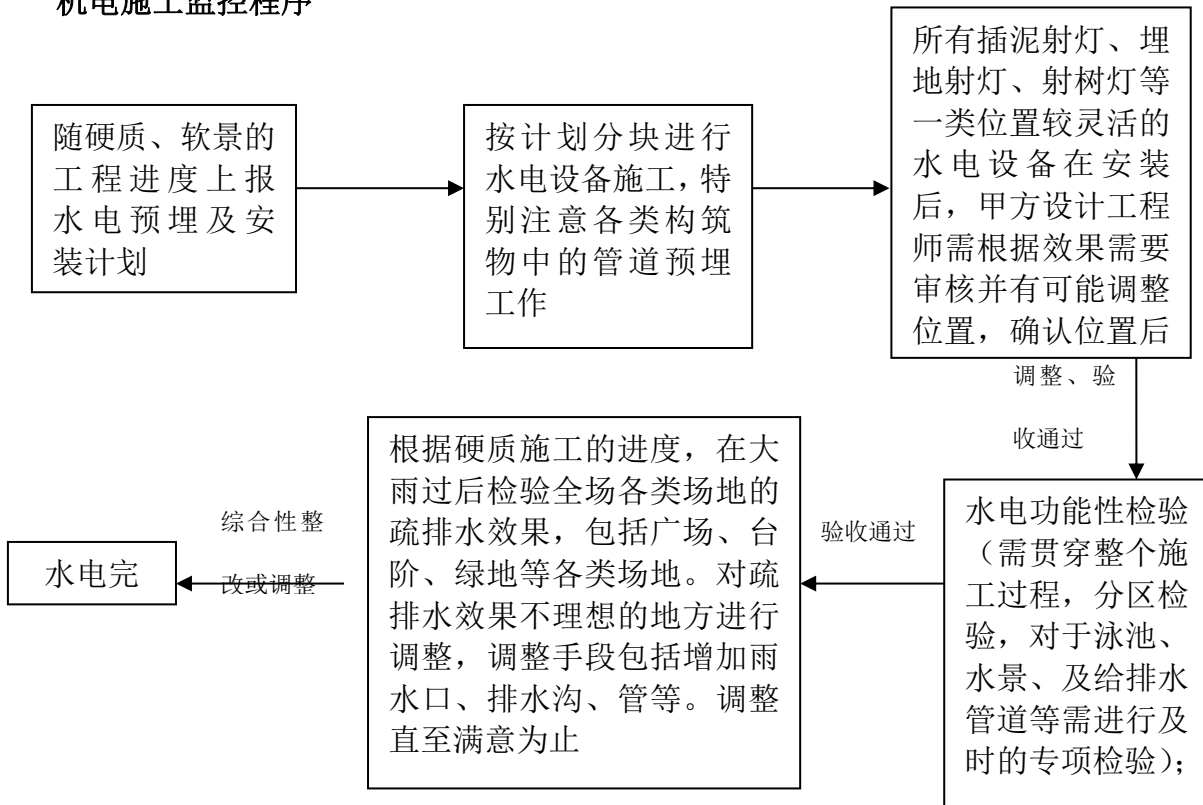 机电施工监控程序
随硬质、软景的
工程进度上报
水电预埋及安
装计划
按计划分块进行
水电设备施工，特
别注意各类构筑
物中的管道预埋
工作
所有插泥射灯、埋
地射灯、射树灯等
一类位置较灵活的
水电设备在安装
后，甲方设计工程
师需根据效果需要
审核并有可能调整
位置，确认位置后
调整、验
收通过
水电功能性检验
（需贯穿整个施
工过程，分区检
验，对于泳池、
水景、及给排水
管道等需进行及
时的专项检验）；
验收通过
根据硬质施工的进度，在大
雨过后检验全场各类场地的
疏排水效果，包括广场、台
阶、绿地等各类场地。对疏
排水效果不理想的地方进行
调整，调整手段包括增加雨
水口、排水沟、管等。调整
直至满意为止
综合性整
改或调整
水电完